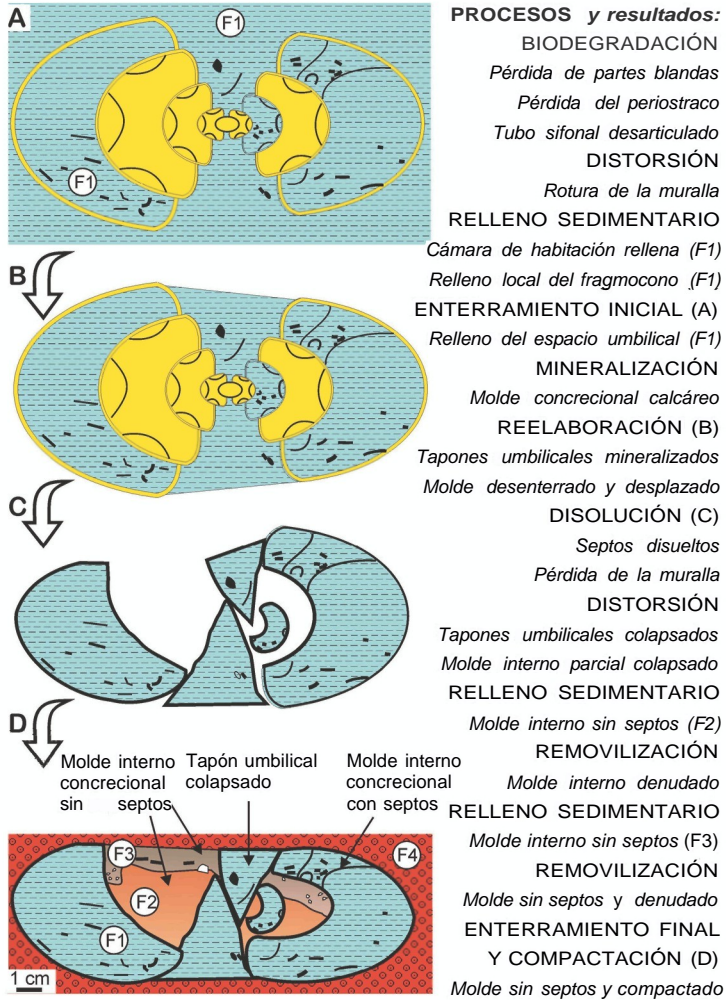 A
F1
F1
B
C
D
Molde interno concrecional sin septos
Tapón umbilical colapsado
Molde interno concrecional con septos
F3
F4
F2
F1
1 cm
PROCESOS y resultados:
BIODEGRADACIÓN
Pérdida de partes blandas
Pérdida del periostraco
Tubo sifonal desarticulado
DISTORSIÓN
Rotura de la muralla
RELLENO SEDIMENTARIO
Cámara de habitación rellena (F1)
Relleno local del fragmocono (F1)
ENTERRAMIENTO INICIAL (A)
Relleno del espacio umbilical (F1)
MINERALIZACIÓN
Molde concrecional calcáreo
REELABORACIÓN (B)
Tapones umbilicales mineralizados
Molde desenterrado y desplazado
DISOLUCIÓN (C)
Septos disueltos
Pérdida de la muralla
DISTORSIÓN
Tapones umbilicales colapsados
Molde interno parcial colapsado
RELLENO SEDIMENTARIO
Molde interno sin septos (F2)
REMOVILIZACIÓN
Molde interno denudado
RELLENO SEDIMENTARIO
Molde interno sin septos (F3)
REMOVILIZACIÓN
Molde sin septos y denudado
ENTERRAMIENTO FINAL
Y COMPACTACIÓN (D)
Molde sin septos y compactado